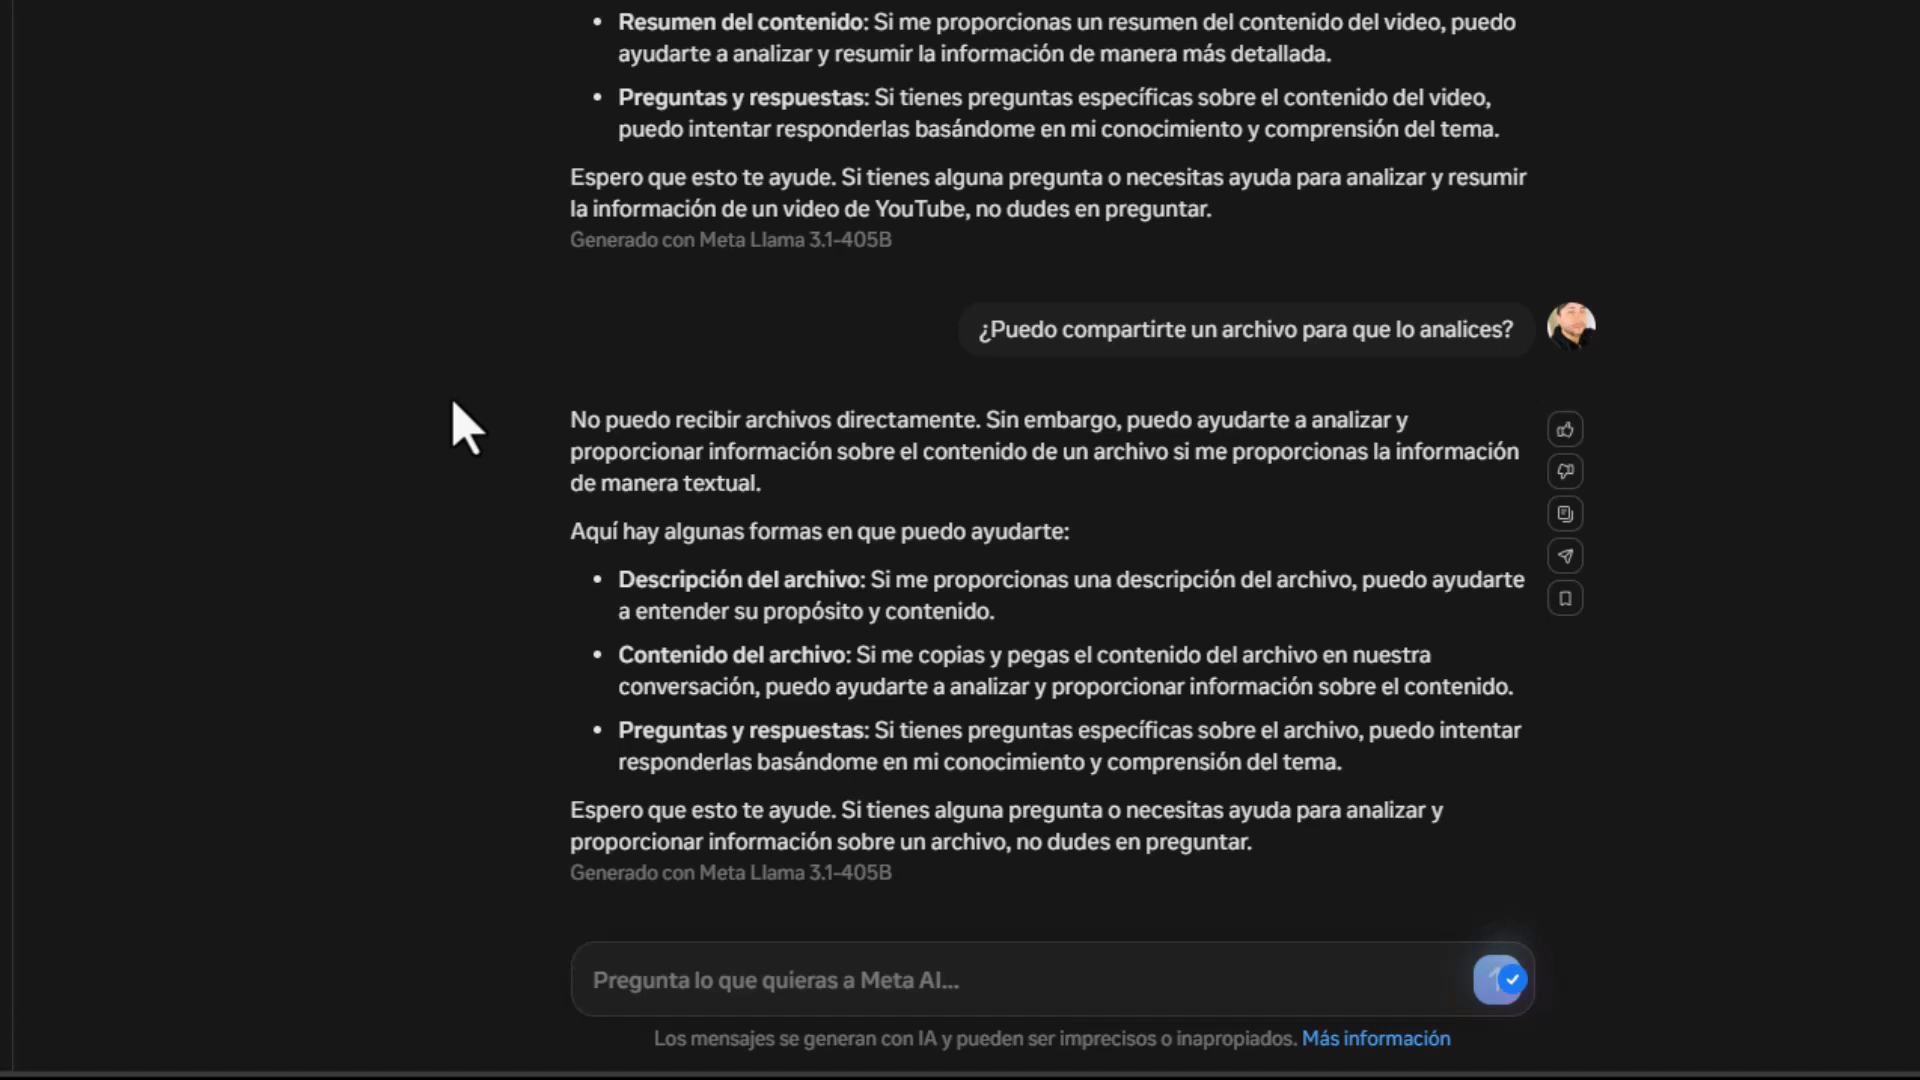 • Resumen del contenido: Si me proporcionas un resumen del contenido del video, puedo
ayudarte a analizar y resumir la información de manera más detallada.
• Preguntas y respuestas: Si tienes preguntas específicas sobre el contenido del video,
puedo intentar responderlas basándome en mi conocimiento y comprensión del tema.
Espero que esto te ayude. Si tienes alguna pregunta o necesitas ayuda para analizar y resumir
la información de un video de YouTube, no dudes en preguntar.
Generado con Meta Llama 3.1-405B
¿Puedo compartirte un archivo para que lo analices?
No puedo recibir archivos directamente. Sin embargo, puedo ayudarte a analizar y
proporcionar información sobre el contenido de un archivo si me proporcionas la información
de manera textual.
Aquí hay algunas formas en que puedo ayudarte:
• Descripción del archivo: Si me proporcionas una descripción del archivo, puedo ayudarte
a entender su propósito y contenido.
• Contenido del archivo: Si me copias y pegas el contenido del archivo en nuestra
conversación, puedo ayudarte a analizar y proporcionar información sobre el contenido.
• Preguntas y respuestas: Si tienes preguntas específicas sobre el archivo, puedo intentar
responderlas basándome en mi conocimiento y comprensión del tema.
Espero que esto te ayude. Si tienes alguna pregunta o necesitas ayuda para analizar y
proporcionar información sobre un archivo, no dudes en preguntar.
Generado con Meta Llama 3.1-405B
Pregunta lo que quieras a Meta AI...
Los mensajes se generan con IA y pueden ser imprecisos o inapropiados. Más información